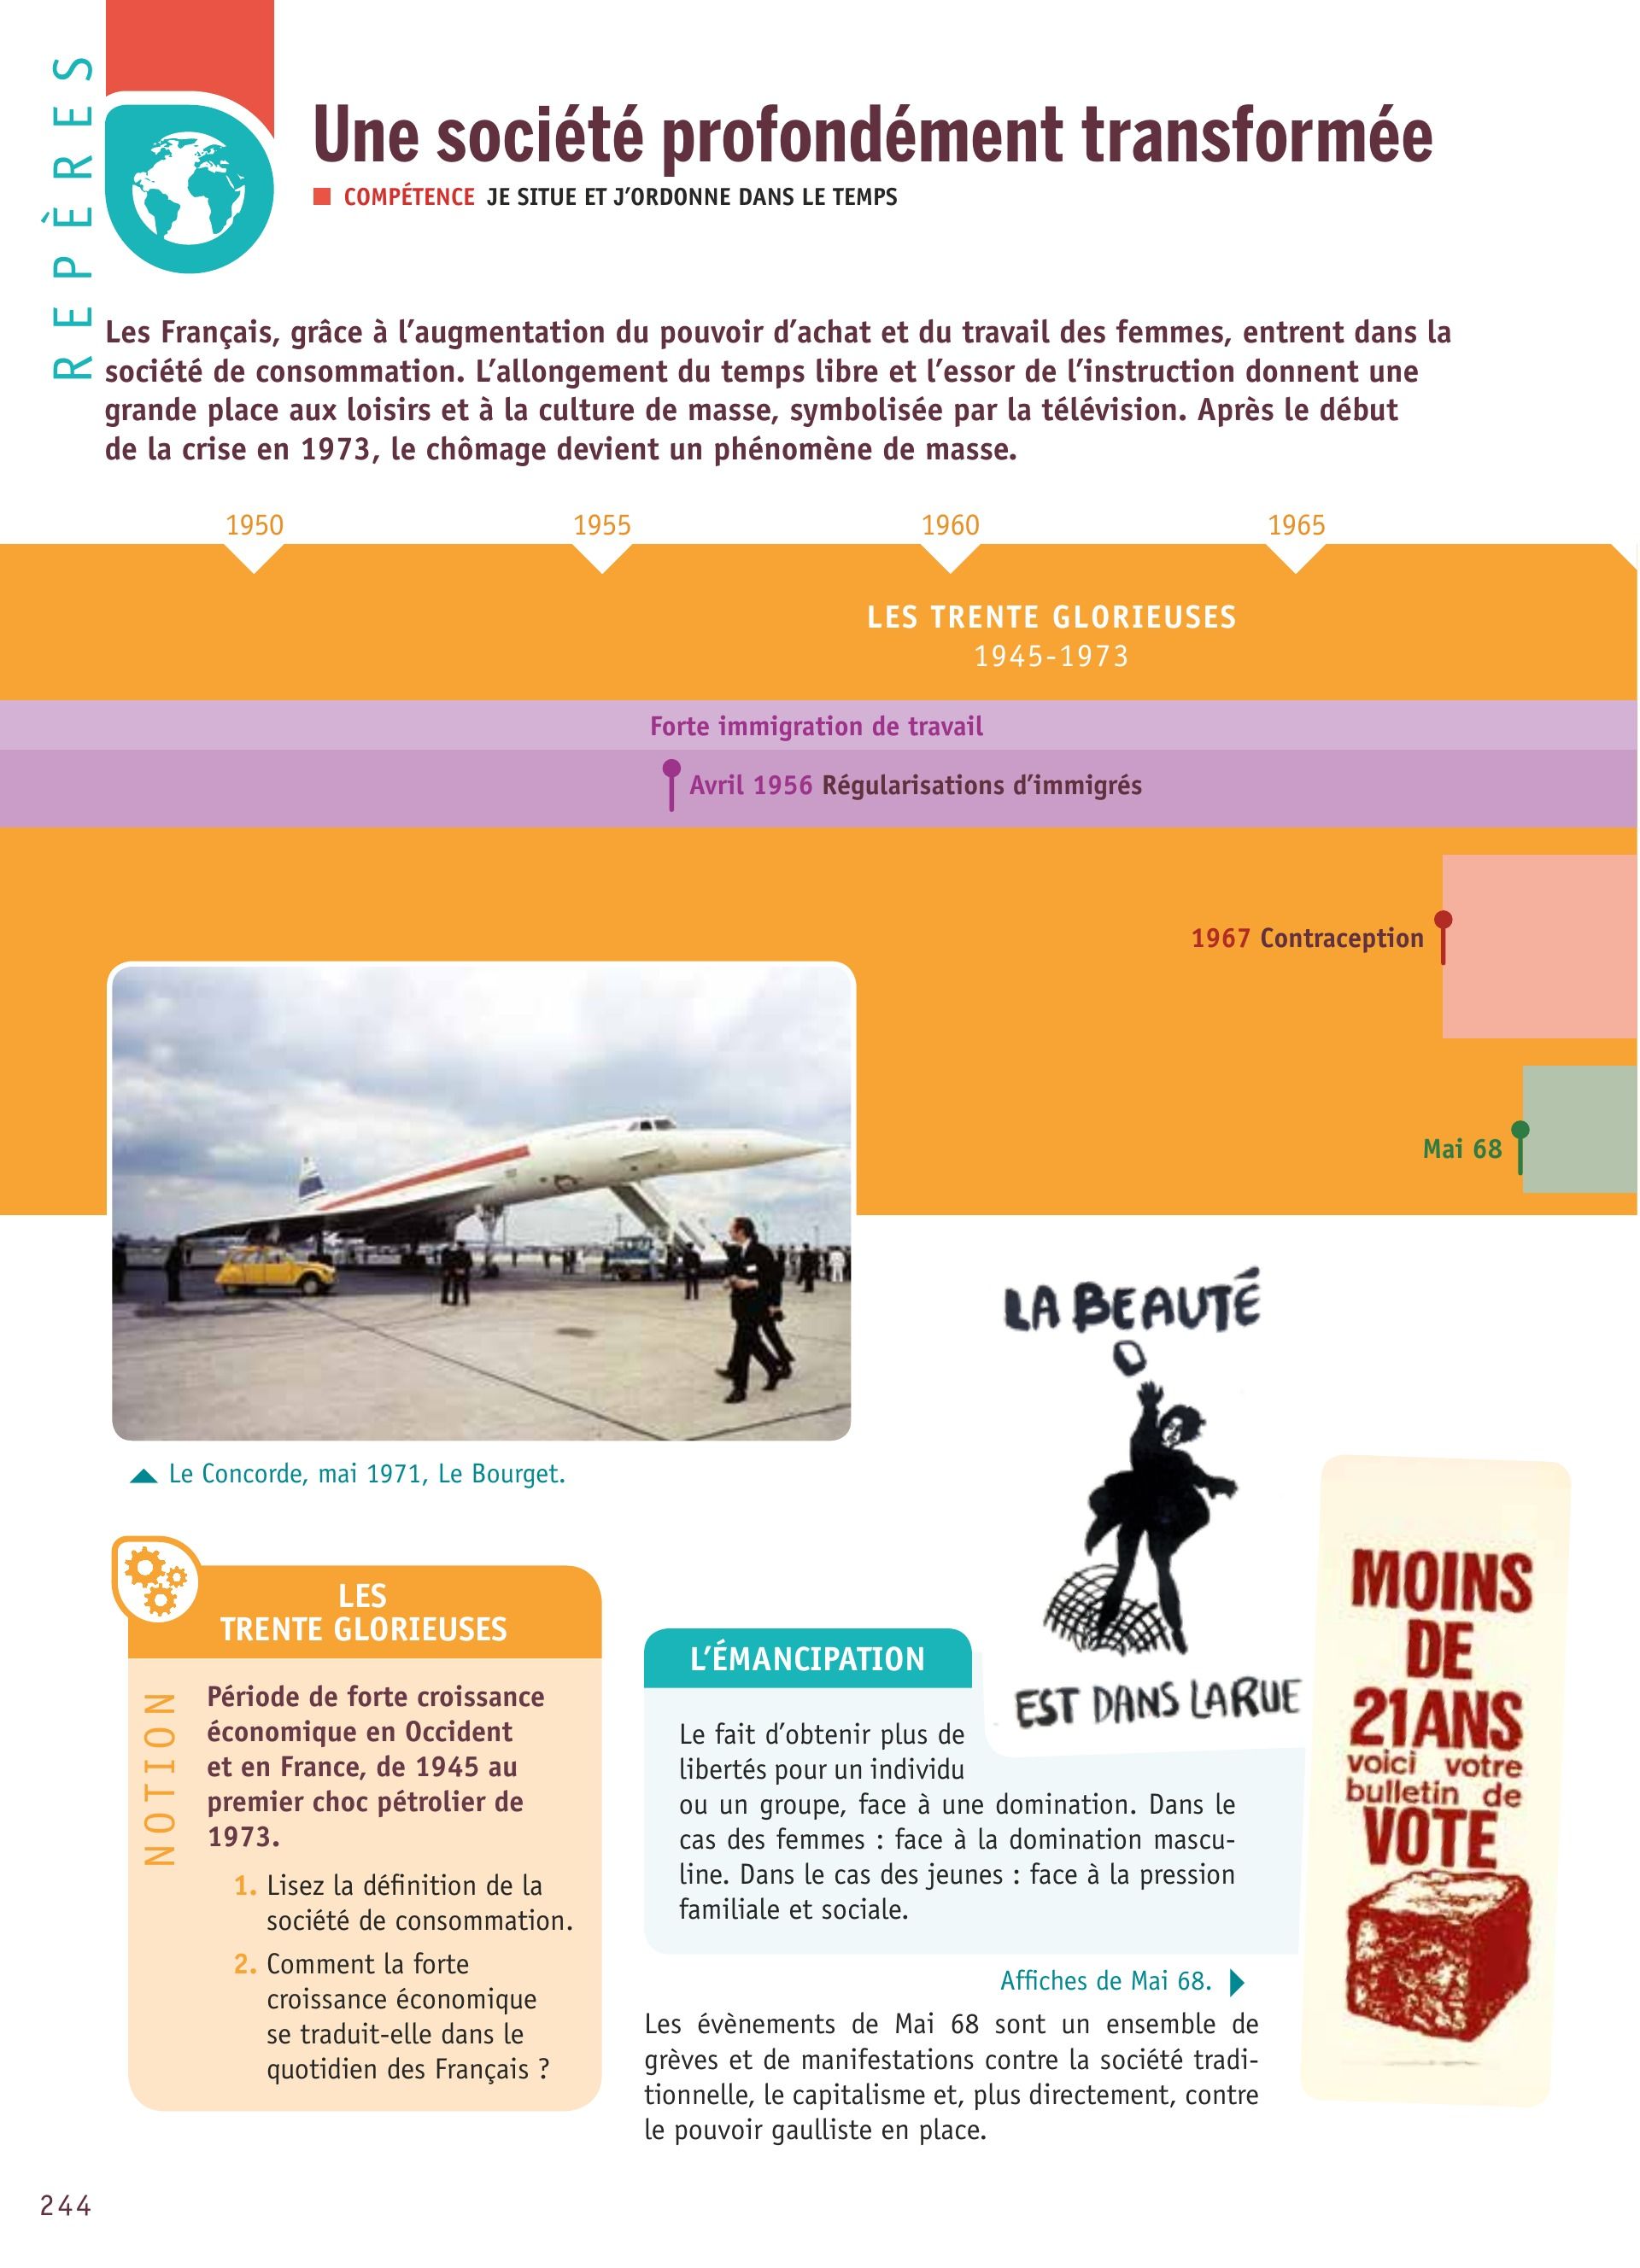 REPÈRES
Une société profondément transformée
COMPÉTENCE JE SITUE ET J'ORDONNE DANS LE TEMPS
Les Français, grâce à l'augmentation du pouvoir d'achat et du travail des femmes, entrent dans la
société de consommation. L'allongement du temps libre et l'essor de l'instruction donnent une
grande place aux loisirs et à la culture de masse, symbolisée par la télévision. Après le début
de la crise en 1973, le chômage devient un phénomène de masse.
1950 1955 1960 1965
LES TRENTE GLORIEUSES
1945-1973
Forte immigration de travail
Avril 1956 Régularisations d'immigrés
1967 Contraception
Mai 68
Le Concorde, mai 1971, Le Bourget.
LES
TRENTE GLORIEUSES
NOTION
Période de forte croissance
économique en Occident
et en France, de 1945 au
premier choc pétrolier de
1973.
1. Lisez la définition de la
société de consommation.
2. Comment la forte
croissance économique
se traduit-elle dans le
quotidien des Français ?
LA BEAUTÉ
EST DANS LA RUE
L'ÉMANCIPATION
Le fait d'obtenir plus de
libertés pour un individu
ou un groupe, face à une domination. Dans le
cas des femmes : face à la domination mascu-
line. Dans le cas des jeunes : face à la pression
familiale et sociale.
MOINS
DE
21 ANS
voici votre
bulletin de
VOTE
Affiches de Mai 68.
Les évènements de Mai 68 sont un ensemble de
grèves et de manifestations contre la société tradi-
tionnelle, le capitalisme et, plus directement, contre
le pouvoir gaulliste en place.
244